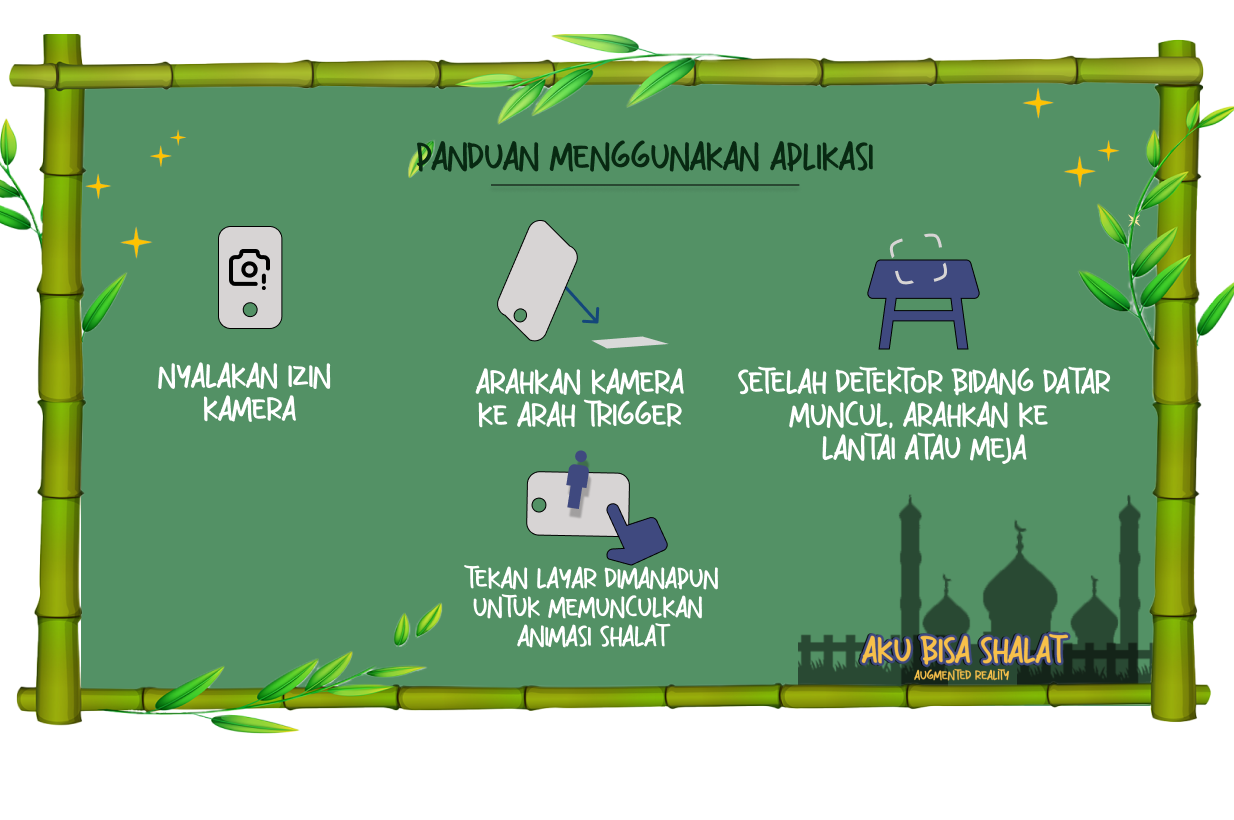 PANDUAN MENGGUNAKAN APLIKASI
NYALAKAN IZIN
KAMERA
ARAHKAN KAMERA
KE ARAH TRIGGER
SETELAH DETEKTOR BIDANG DATAR
MUNCUL, ARAHKAN KE
LANTAI ATAU MEJA
TEKAN LAYAR DIMANAPUN
UNTUK MEMUNCULKAN
ANIMASI SHALAT
AKU BISA SHALAT
AUGMENTED REALITY